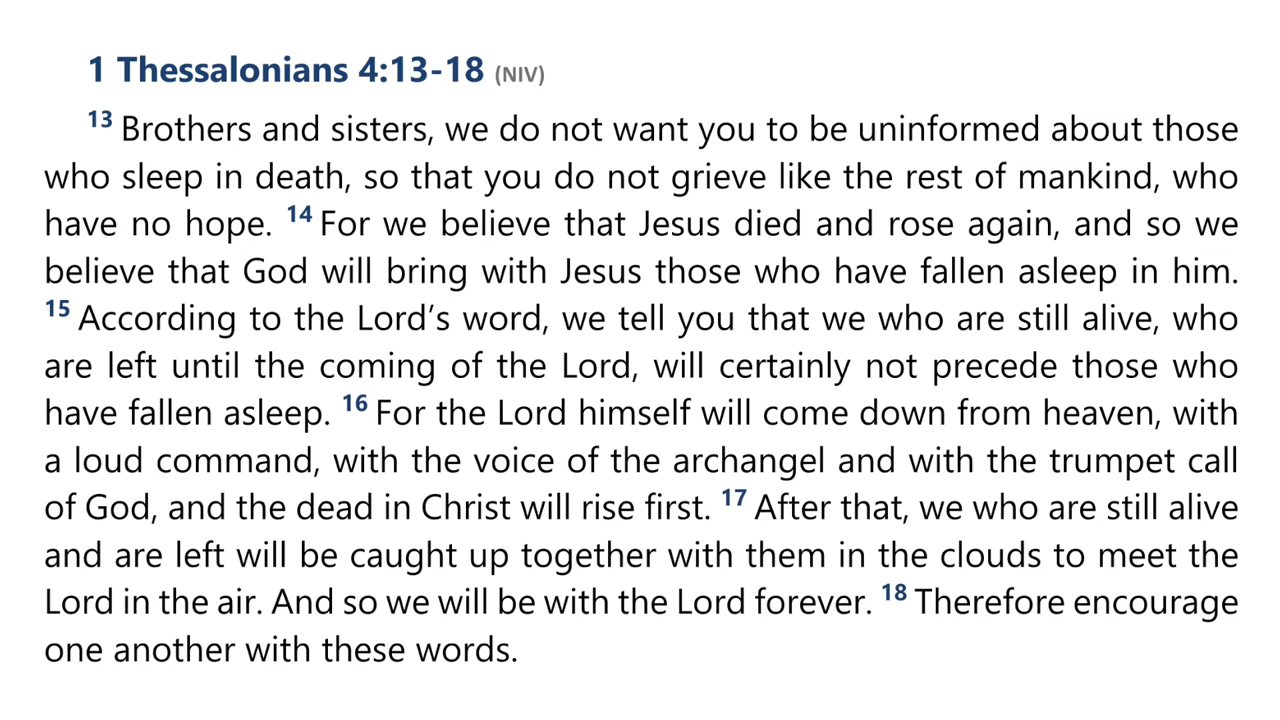 1 Thessalonians 4:13-18 (NIV)
13 Brothers and sisters, we do not want you to be uninformed about those
who sleep in death, so that you do not grieve like the rest of mankind, who
have no hope. 14 For we believe that Jesus died and rose again, and so we
believe that God will bring with Jesus those who have fallen asleep in him.
15 According to the Lord’s word, we tell you that we who are still alive, who
are left until the coming of the Lord, will certainly not precede those who
have fallen asleep. 16 For the Lord himself will come down from heaven, with
a loud command, with the voice of the archangel and with the trumpet call
of God, and the dead in Christ will rise first. 17 After that, we who are still alive
and are left will be caught up together with them in the clouds to meet the
Lord in the air. And so we will be with the Lord forever. 18 Therefore encourage
one another with these words.